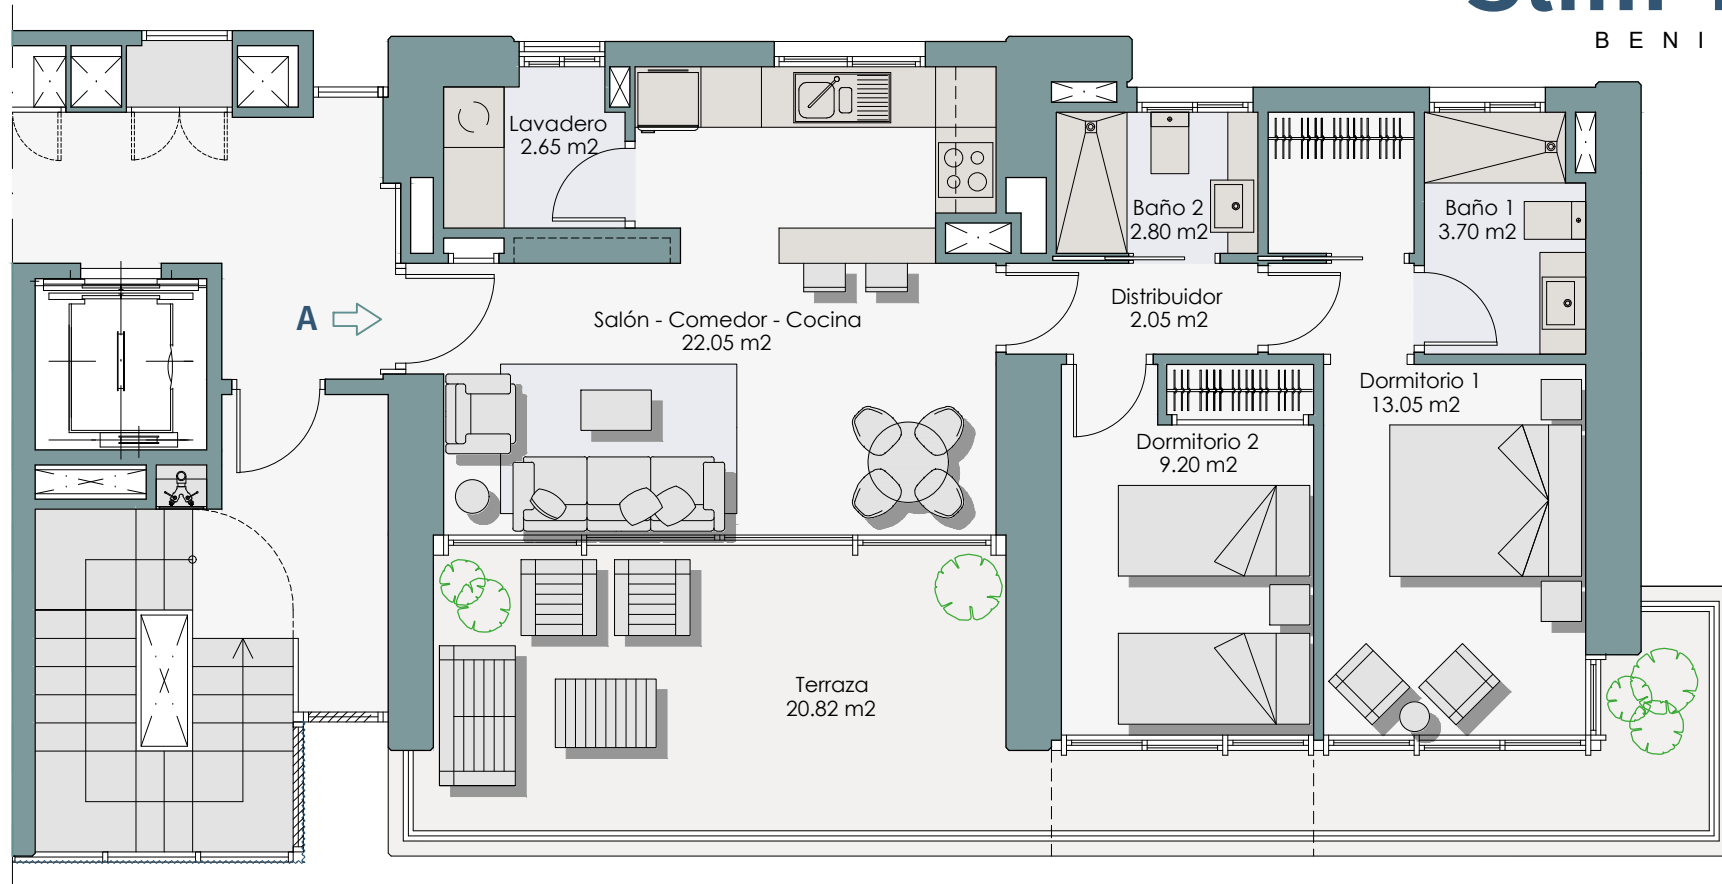 B E N I
Lavadero
2.65 m2
Baño 2
2.80 m2
Baño 1
3.70 m2
A
Salón - Comedor - Cocina
22.05 m2
Distribuidor
2.05 m2
Dormitorio 1
13.05 m2
Dormitorio 2
9.20 m2
Terraza
20.82 m2